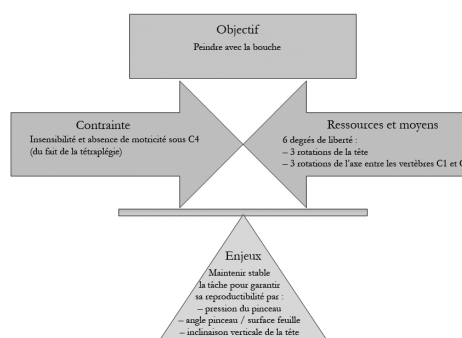 Objectif
Peindre avec la bouche
Contrainte
Insensibilité et absence de motricité sous C4
(du fait de la tétraplégie)
Ressources et moyens
6 degrés de liberté :
– 3 rotations de la tête
– 3 rotations de l'axe entre les vertèbres C1 et
Enjeux
Maintenir stable
la tâche pour garantir
sa reproductibilité par :
– pression du pinceau
– angle pinceau / surface feuille
– inclinaison verticale de la tête